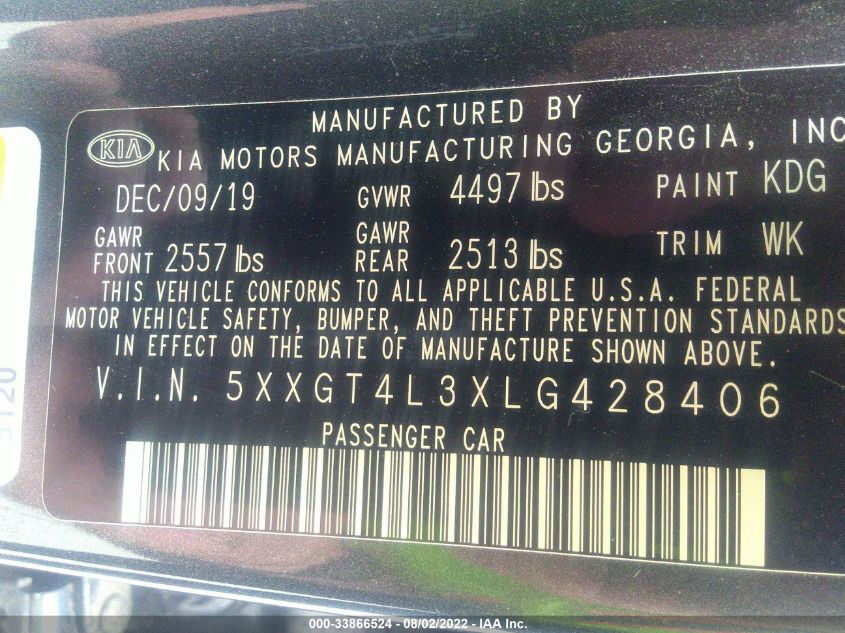 MANUFACTURED BY
KIA KIA MOTORS MANUFACTURING GEORGIA, INC
DEC/09/19 GVWR 4497 lbs PAINT KDG
GAWR FRONT 2557 lbs GAWR REAR 2513 lbs TRIM WK
THIS VEHICLE CONFORMS TO ALL APPLICABLE U.S.A. FEDERAL
MOTOR VEHICLE SAFETY, BUMPER, AND THEFT PREVENTION STANDARDS
IN EFFECT ON THE DATE OF MANUFACTURE SHOWN ABOVE.
V.I.N. 5XXGT4L3XLG428406
PASSENGER CAR
000-33866524 - 08/02/2022 - IAA Inc.